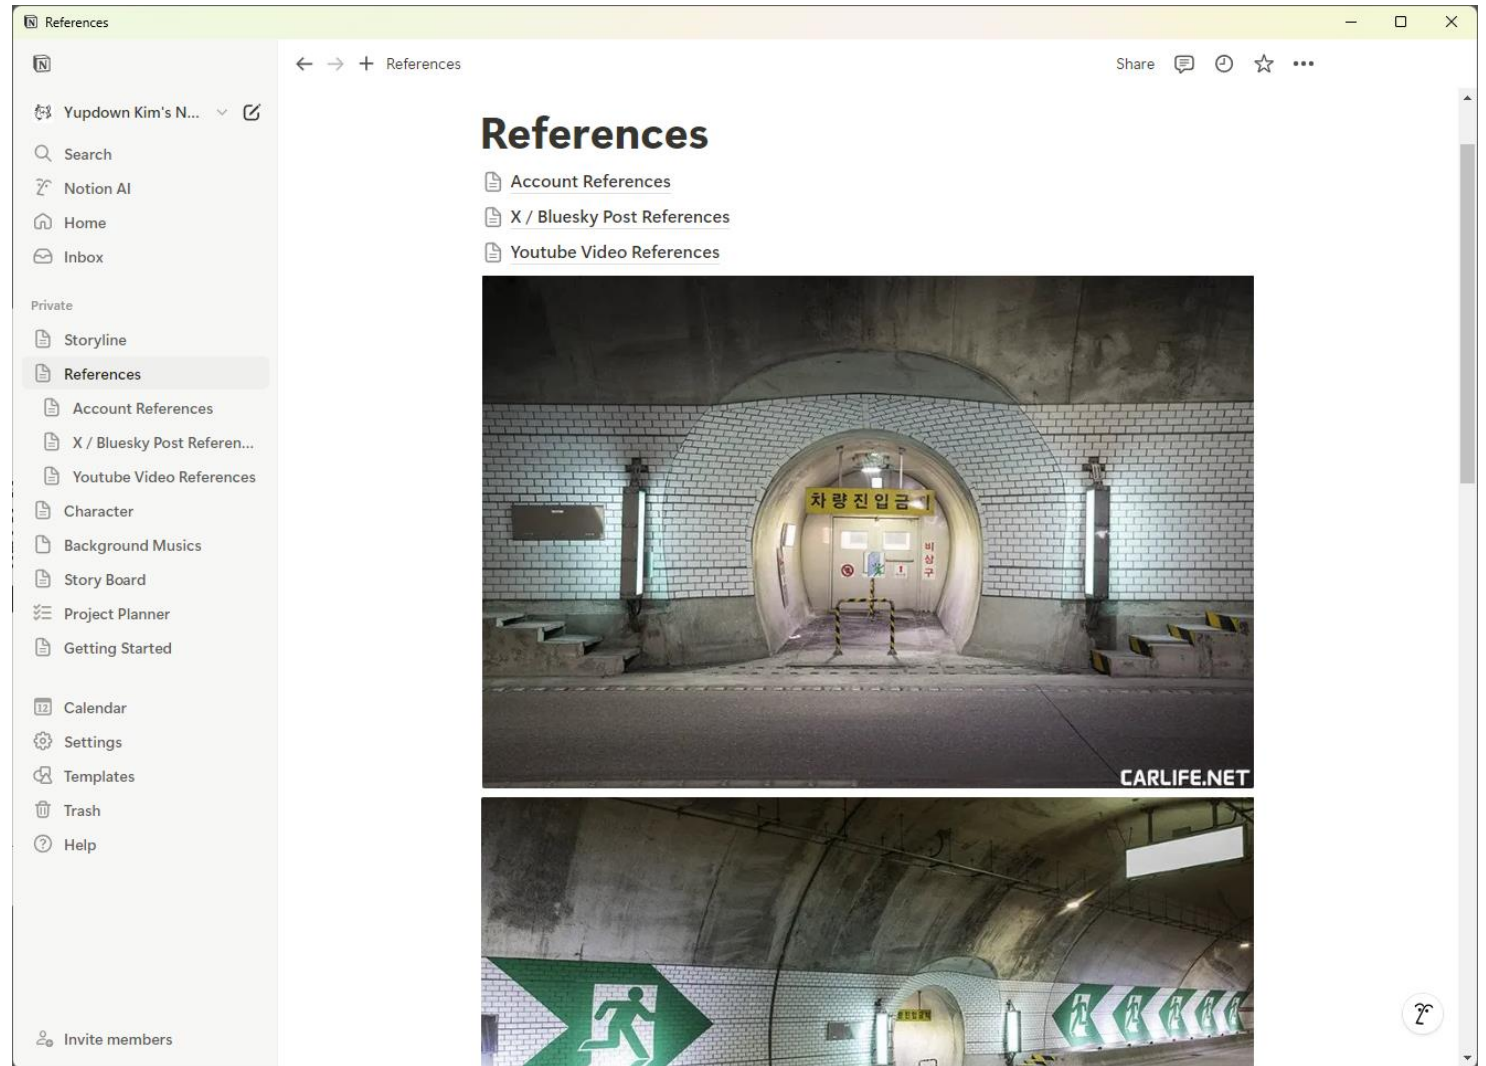 References
Yupdown Kim's N...
Search
Notion AI
Home
Inbox
Private
Storyline
References
Account References
X / Bluesky Post Referen...
Youtube Video References
Character
Background Musics
Story Board
Project Planner
Getting Started
12
Calendar
Settings
Templates
Trash
Help
Invite members
References
Share
References
Account References
X / Bluesky Post References
Youtube Video References
차량진입금지
비상구
CARLIFE.NET